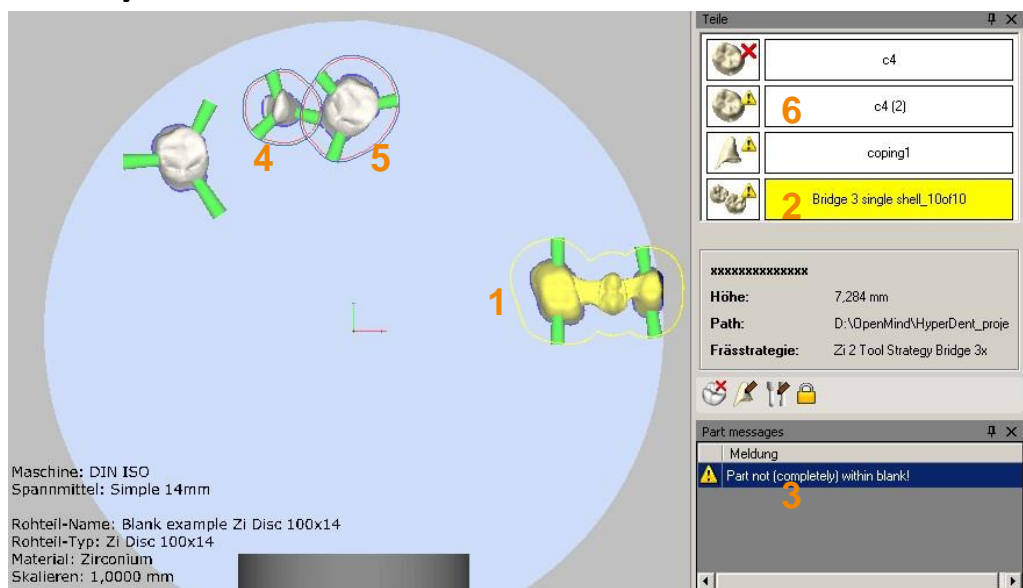 Teile
c4
c4 (2)
6
coping1
2
Bridge 3 single shell_10of10
4
5
1
xxxxxxxxxxxxxx
Höhe: 7,284 mm
Path: D:\OpenMind\HyperDent_proje
Frässtrategie: Zi 2 Tool Strategy Bridge 3x
Part messages
Meldung
Part not (completely) within blank!
3
Maschine: DIN ISO
Spannmittel: Simple 14mm
Rohteil-Name: Blank example Zi Disc 100x14
Rohteil-Typ: Zi Disc 100x14
Material: Zirconium
Skalieren: 1,0000 mm